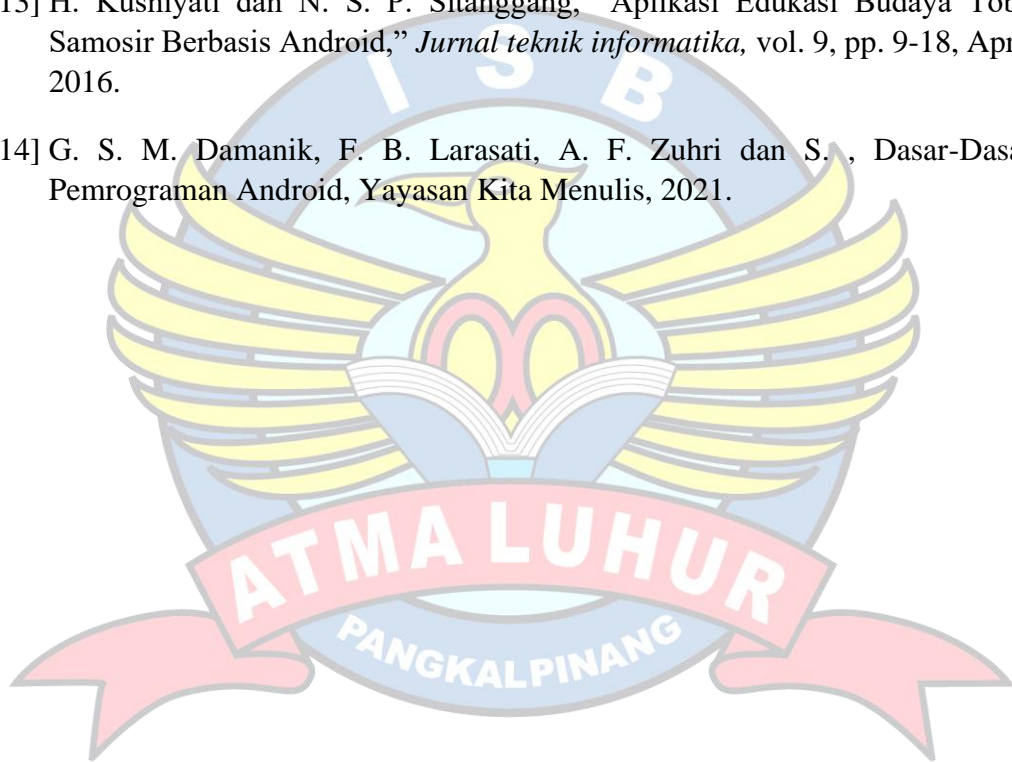 13] H. Kusniyati dan N. S. P. Sitanggang, "Aplikasi Edukasi Budaya Tob
Samosir Berbasis Android,” Jurnal teknik informatika, vol. 9, pp. 9-18, Apr
2016.
14] G. S. M. Damanik, F. B. Larasati, A. F. Zuhri dan S. , Dasar-Dasa
Pemrograman Android, Yayasan Kita Menulis, 2021.
I S B
ATMA LUHUR
PANGKALPINANG